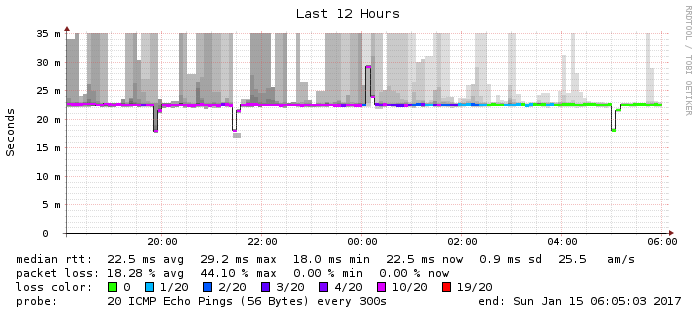 Last 12 Hours
RRDTOOL / TOBI OETIKER
Seconds
35 m
30 m
25 m
20 m
15 m
10 m
5 m
0
20:00 22:00 00:00 02:00 04:00 06:00
median rtt: 22.5 ms avg 29.2 ms max 18.0 ms min 22.5 ms now 0.9 ms sd 25.5 am/s
packet loss: 18.28 % avg 44.10 % max 0.00 % min 0.00 % now
loss color: 0 1/20 2/20 3/20 4/20 10/20 19/20
probe: 20 ICMP Echo Pings (56 Bytes) every 300s end: Sun Jan 15 06:05:03 2017